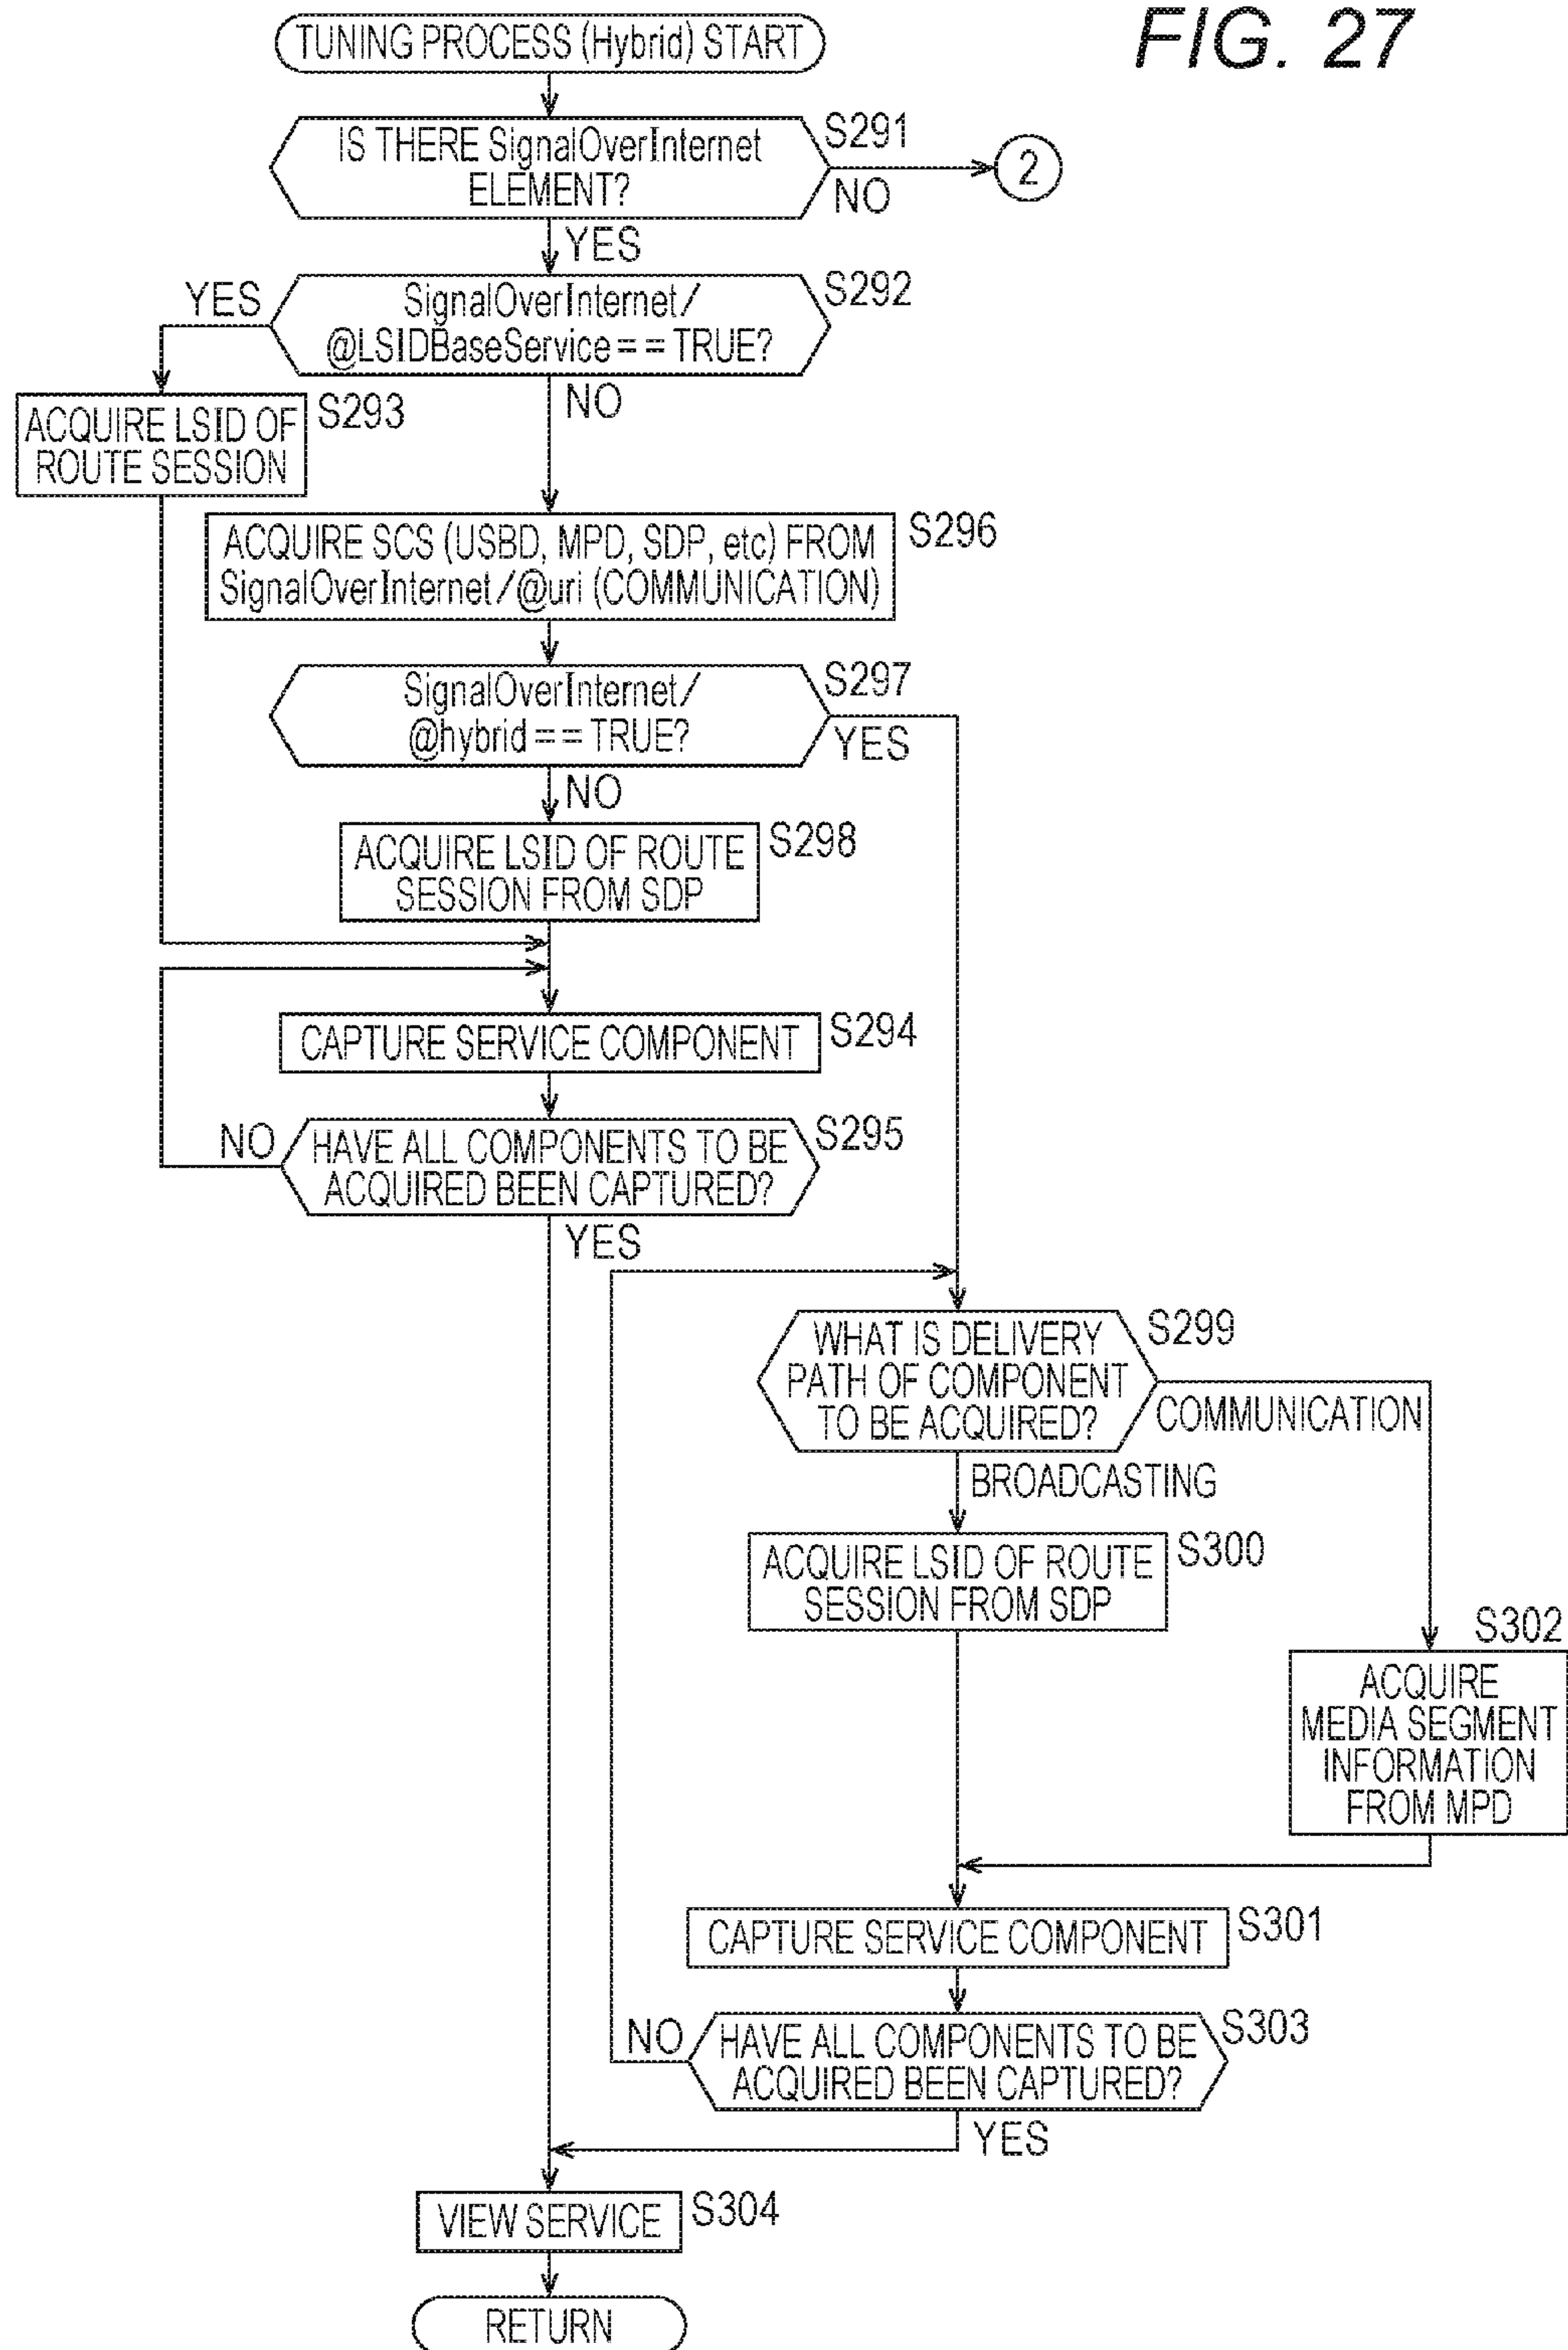 FIG. 27
TUNING PROCESS (Hybrid) START
IS THERE SignalOverInternet
ELEMENT?
S291
NO
2
YES
SignalOverInternet/
@LSIDBaseService == TRUE?
S292
YES
NO
ACQUIRE LSID OF
ROUTE SESSION
S293
ACQUIRE SCS (USBD, MPD, SDP, etc) FROM
SignalOverInternet/@uri (COMMUNICATION)
S296
SignalOverInternet/
@hybrid == TRUE?
S297
YES
NO
ACQUIRE LSID OF ROUTE
SESSION FROM SDP
S298
CAPTURE SERVICE COMPONENT
S294
HAVE ALL COMPONENTS TO BE
ACQUIRED BEEN CAPTURED?
S295
NO
YES
WHAT IS DELIVERY
PATH OF COMPONENT
TO BE ACQUIRED?
S299
COMMUNICATION
BROADCASTING
ACQUIRE LSID OF ROUTE
SESSION FROM SDP
S300
S302
ACQUIRE
MEDIA SEGMENT
INFORMATION
FROM MPD
CAPTURE SERVICE COMPONENT
S301
HAVE ALL COMPONENTS TO BE
ACQUIRED BEEN CAPTURED?
S303
NO
YES
VIEW SERVICE
S304
RETURN